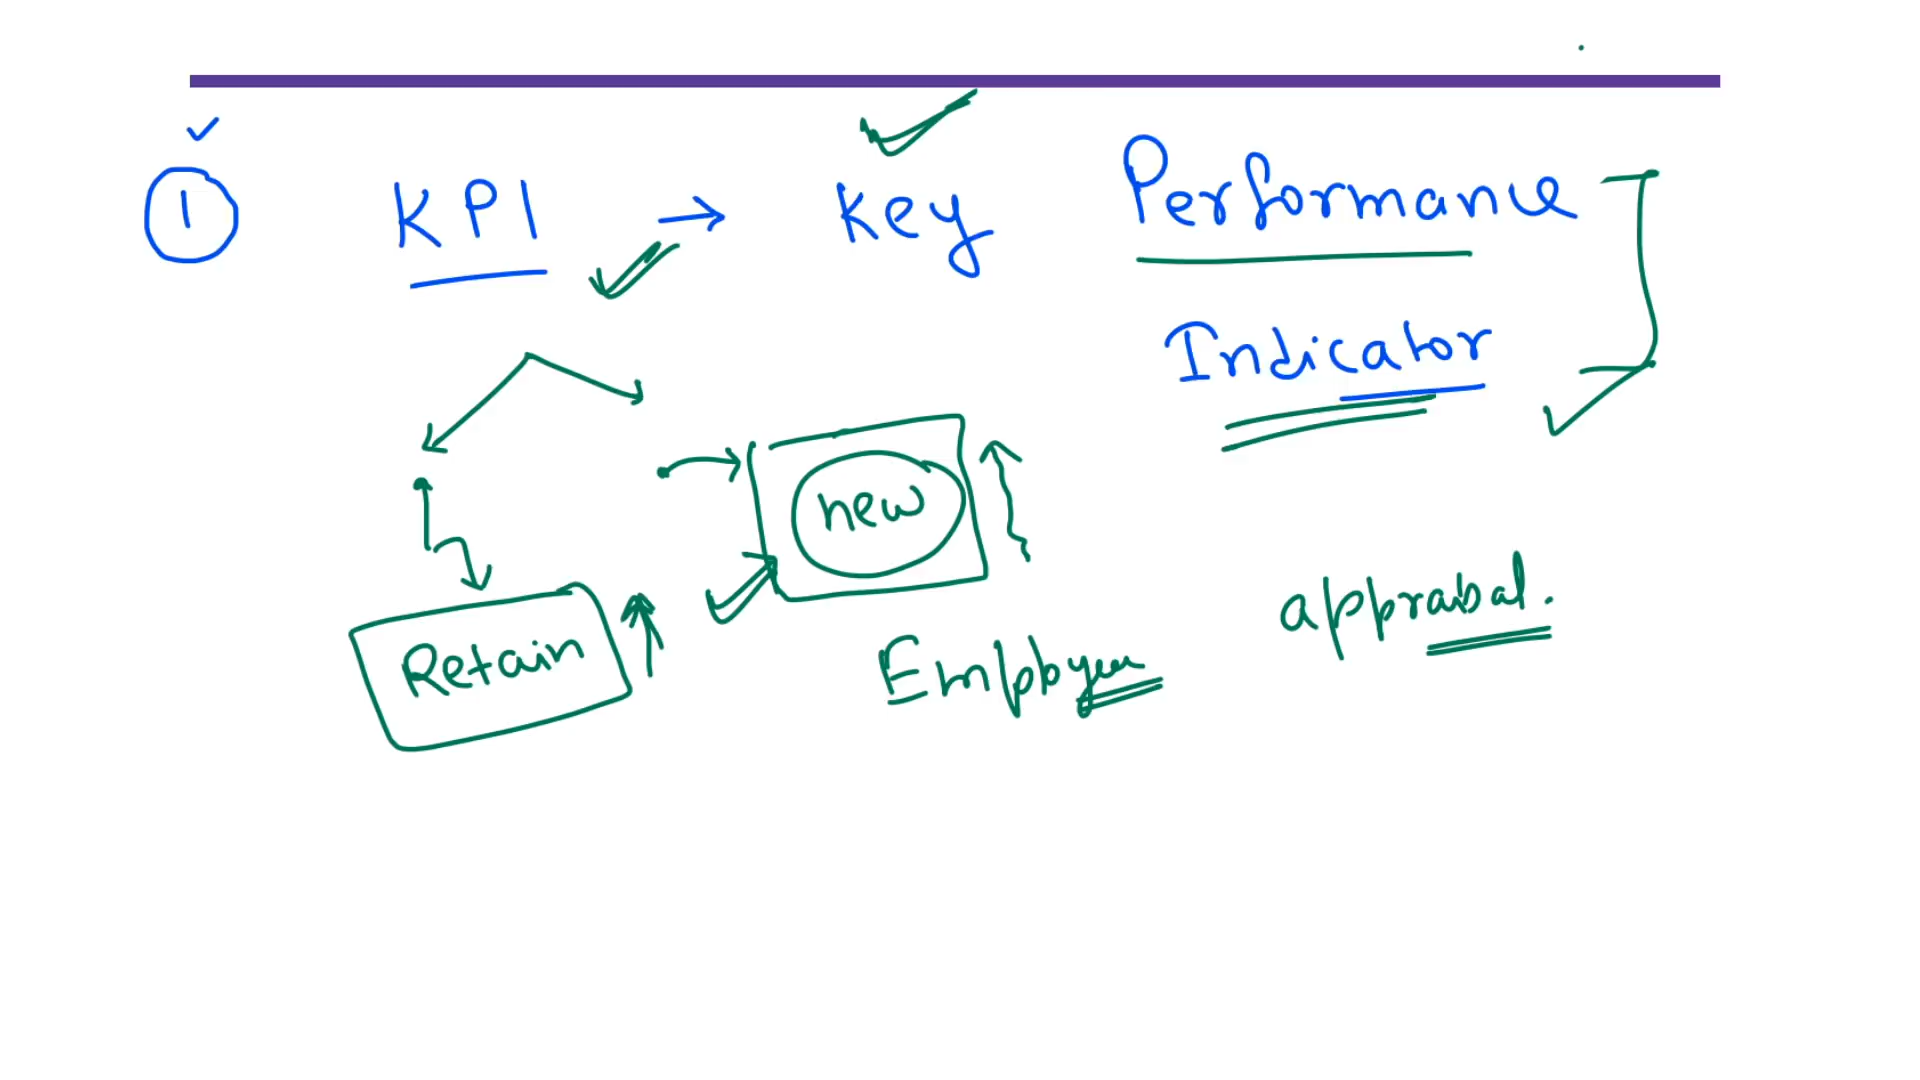 1 KPI → Key Performance
Indicator
new
Retain
Employee
appraisal.